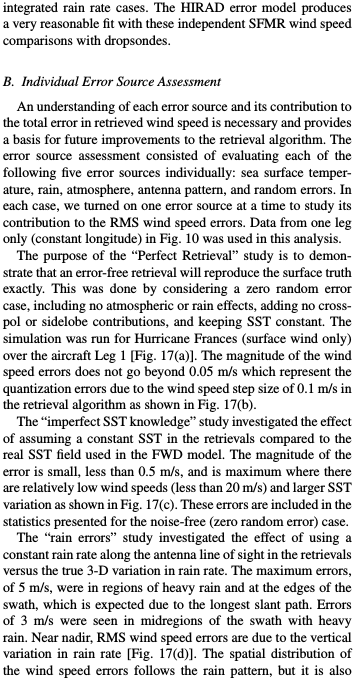 integrated rain rate cases. The HIRAD error model produces
a very reasonable fit with these independent SFMR wind speed
comparisons with dropsondes.
B. Individual Error Source Assessment
An understanding of each error source and its contribution to
the total error in retrieved wind speed is necessary and provides
a basis for future improvements to the retrieval algorithm. The
error source assessment consisted of evaluating each of the
following five error sources individually: sea surface temper-
ature, rain, atmosphere, antenna pattern, and random errors. In
each case, we turned on one error source at a time to study its
contribution to the RMS wind speed errors. Data from one leg
only (constant longitude) in Fig. 10 was used in this analysis.
The purpose of the “Perfect Retrieval” study is to demon-
strate that an error-free retrieval will reproduce the surface truth
exactly. This was done by considering a zero random error
case, including no atmospheric or rain effects, adding no cross-
pol or sidelobe contributions, and keeping SST constant. The
simulation was run for Hurricane Frances (surface wind only)
over the aircraft Leg 1 [Fig. 17(a)]. The magnitude of the wind
speed errors does not go beyond 0.05 m/s which represent the
quantization errors due to the wind speed step size of 0.1 m/s in
the retrieval algorithm as shown in Fig. 17(b).
The “imperfect SST knowledge” study investigated the effect
of assuming a constant SST in the retrievals compared to the
real SST field used in the FWD model. The magnitude of the
error is small, less than 0.5 m/s, and is maximum where there
are relatively low wind speeds (less than 20 m/s) and larger SST
variation as shown in Fig. 17(c). These errors are included in the
statistics presented for the noise-free (zero random error) case.
The “rain errors” study investigated the effect of using a
constant rain rate along the antenna line of sight in the retrievals
versus the true 3-D variation in rain rate. The maximum errors,
of 5 m/s, were in regions of heavy rain and at the edges of the
swath, which is expected due to the longest slant path. Errors
of 3 m/s were seen in midregions of the swath with heavy
rain. Near nadir, RMS wind speed errors are due to the vertical
variation in rain rate [Fig. 17(d)]. The spatial distribution of
the wind speed errors follows the rain pattern, but it is also